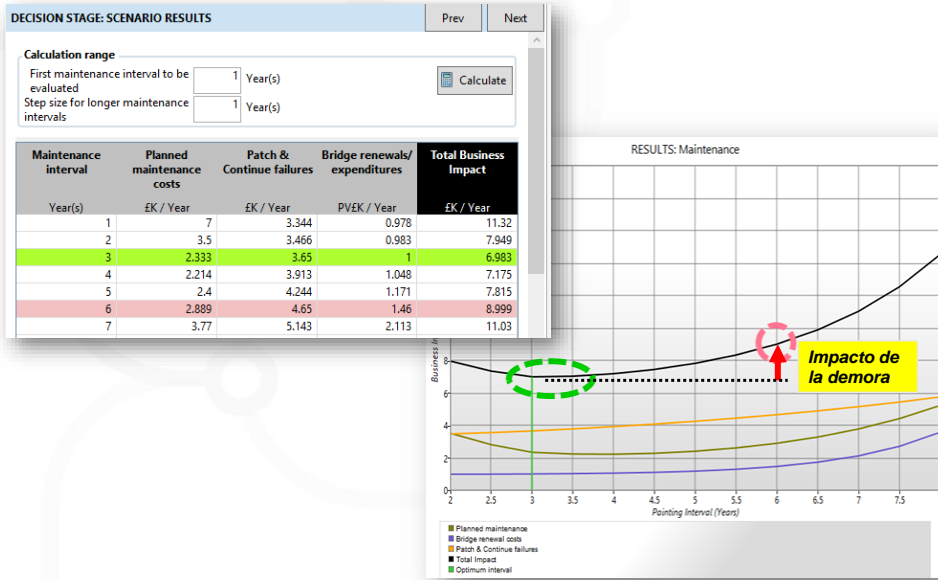 DECISION STAGE: SCENARIO RESULTS
Prev
Next
Calculation range
First maintenance interval to be
evaluated
1 Year(s)
Step size for longer maintenance
intervals
1 Year(s)
Calculate
Maintenance interval Planned maintenance costs Patch & Continue failures Bridge renewals/ expenditures Total Business Impact
Year(s) £K / Year £K / Year PV£K / Year £K / Year
1 7 3.344 0.978 11.32
2 3.5 3.466 0.983 7.949
3 2.333 3.65 1 6.983
4 2.214 3.913 1.048 7.175
5 2.4 4.244 1.171 7.815
6 2.889 4.65 1.46 8.999
7 3.77 5.143 2.113 11.03
RESULTS: Maintenance
Business
8
6
4
2
0
2 2.5 3 3.5 4 4.5 5 5.5 6 6.5 7 7.5
Painting Interval (Years)
Impacto de
la demora
Planned maintenance
Bridge renewal costs
Patch & Continue failures
Total Impact
Optimum interval